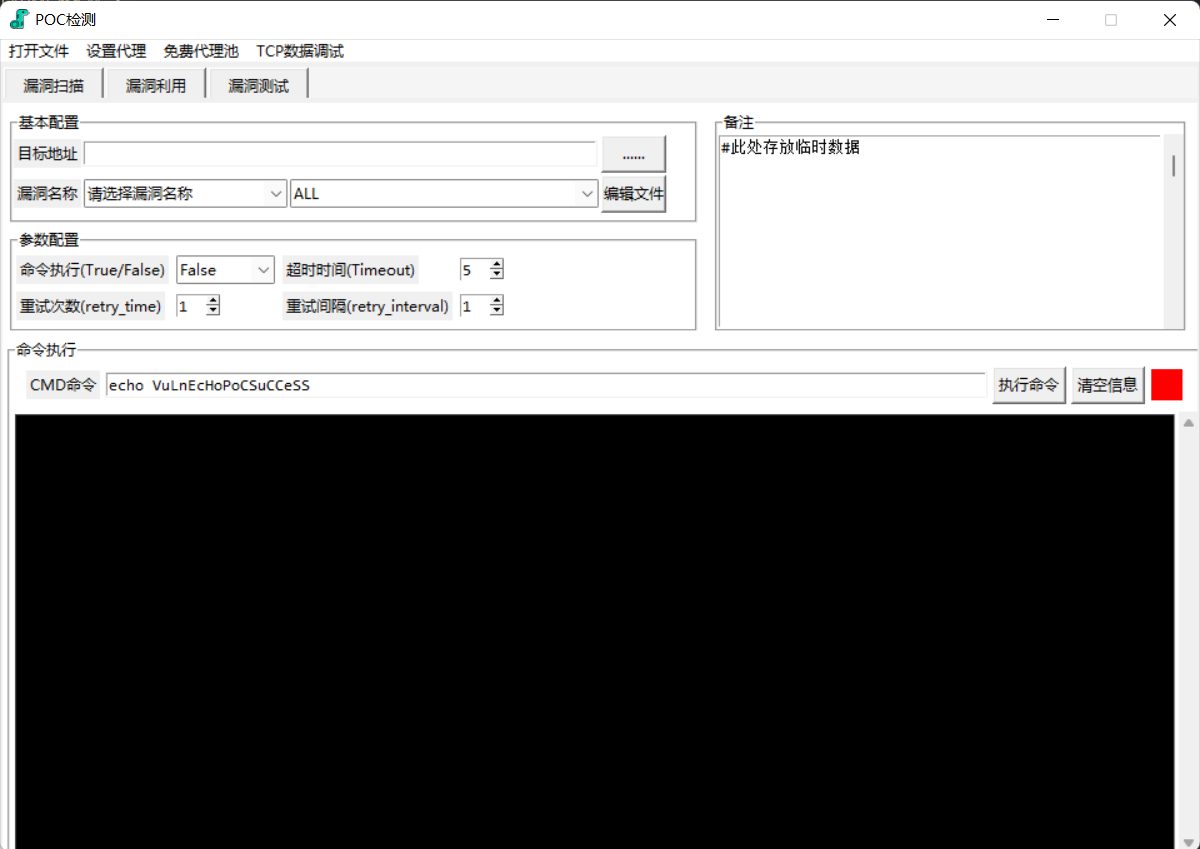 POC检测
打开文件 设置代理 免费代理池 TCP数据调试
漏洞扫描 漏洞利用 漏洞测试
基本配置
目标地址 ......
漏洞名称 请选择漏洞名称 ALL 编辑文件
参数配置
命令执行(True/False) False 超时时间(Timeout) 5
重试次数(retry_time) 1 重试间隔(retry_interval) 1
备注
#此处存放临时数据
命令执行
CMD命令 echo VuLnEcHoPoCSuCCeSS 执行命令 清空信息